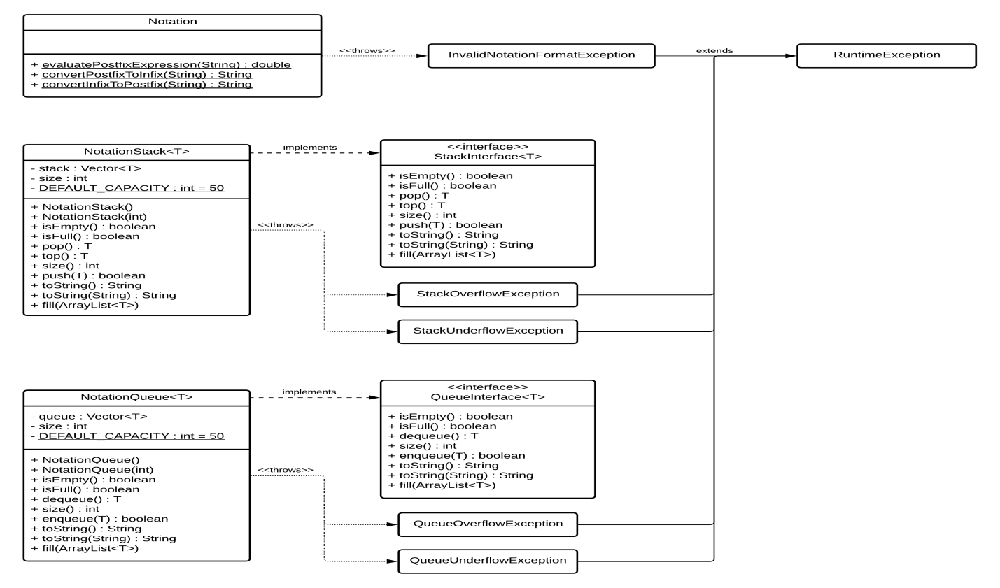 Notation
+ evaluatePostfixExpression(String) : double
+ convertPostfixToInfix(String) : String
+ convertInfixToPostfix(String) : String
<<throws>>
InvalidNotationFormatException
extends
RuntimeException
NotationStack<T>
- stack : Vector<T>
- size : int
- DEFAULT_CAPACITY : int = 50
+ NotationStack()
+ NotationStack(int)
+ isEmpty() : boolean
+ isFull() : boolean
+ pop() : T
+ top() : T
+ size() : int
+ push(T) : boolean
+ toString() : String
+ toString(String) : String
+ fill(ArrayList<T>)
implements
<<interface>>
StackInterface<T>
+ isEmpty() : boolean
+ isFull() : boolean
+ pop() : T
+ top() : T
+ size() : int
+ push(T) : boolean
+ toString() : String
+ toString(String) : String
+ fill(ArrayList<T>)
<<throws>>
StackOverflowException
StackUnderflowException
NotationQueue<T>
- queue : Vector<T>
- size : int
- DEFAULT_CAPACITY : int = 50
+ NotationQueue()
+ NotationQueue(int)
+ isEmpty() : boolean
+ isFull() : boolean
+ dequeue() : T
+ size() : int
+ enqueue(T) : boolean
+ toString() : String
+ toString(String) : String
+ fill(ArrayList<T>)
implements
<<interface>>
QueueInterface<T>
+ isEmpty() : boolean
+ isFull() : boolean
+ dequeue() : T
+ size() : int
+ enqueue(T) : boolean
+ toString() : String
+ toString(String) : String
+ fill(ArrayList<T>)
<<throws>>
QueueOverflowException
QueueUnderflowException